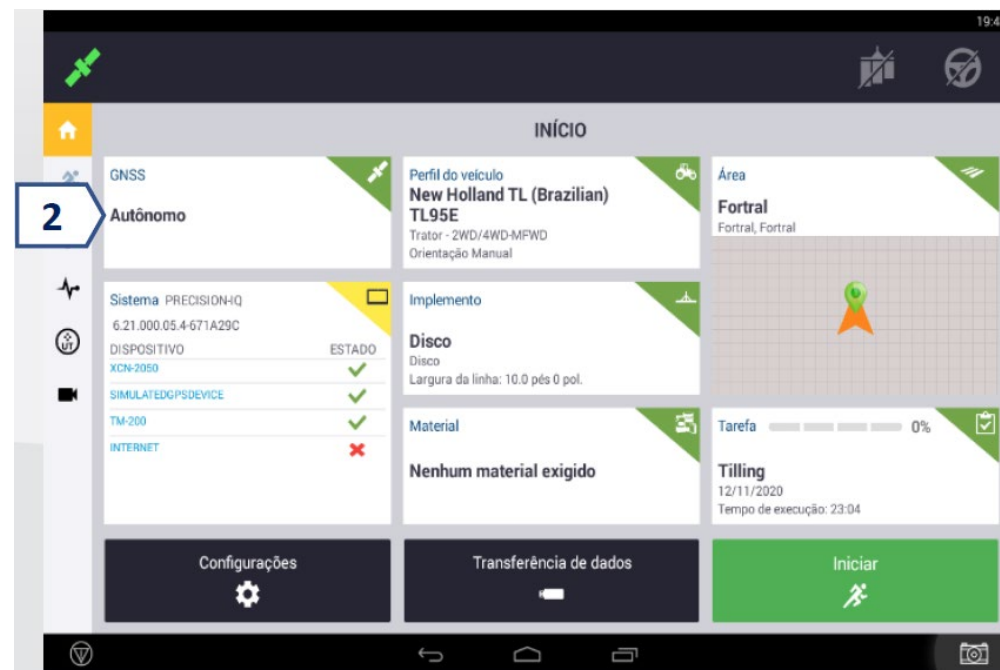 19:4
INÍCIO
GNSS
Autônomo
2
Perfil do veículo
New Holland TL (Brazilian)
TL95E
Trator - 2WD/4WD-MFWD
Orientação Manual
Área
Fortral
Fortral, Fortral
Sistema PRECISION-IQ
6.21.000.05.4-671A29C
DISPOSITIVO ESTADO
XCN-2050
SIMULATEDGPSDEVICE
TM-200
INTERNET
UT
Implemento
Disco
Disco
Largura da linha: 10.0 pés 0 pol.
Material
Nenhum material exigido
Tarefa 0%
Tilling
12/11/2020
Tempo de execução: 23:04
Configurações
Transferência de dados
Iniciar